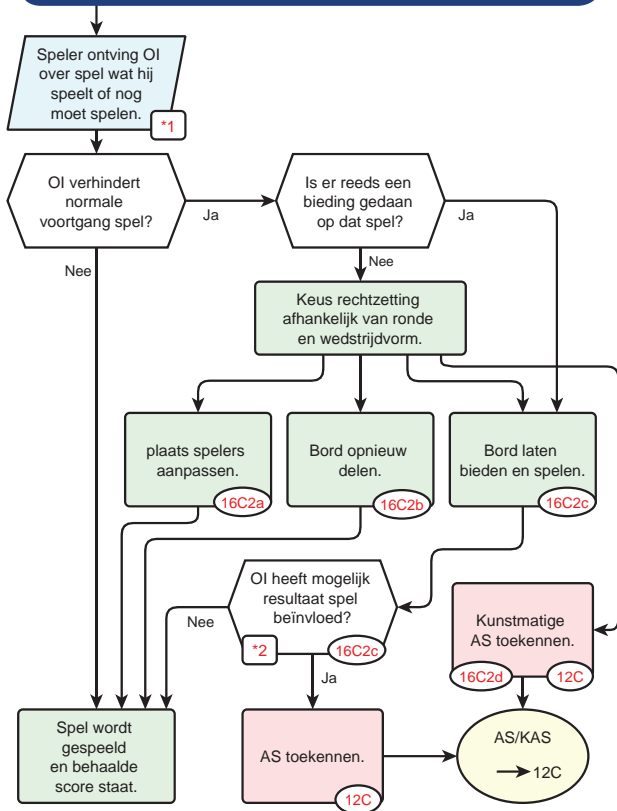 Speler ontving OI
over spel wat hij
speelt of nog
moet spelen.
*1
OI verhindert
normale
voortgang spel?
Ja
Nee
Is er reeds een
bieding gedaan
op dat spel?
Ja
Nee
Keus rechtzetting
afhankelijk van ronde
en wedstrijdvorm.
plaats spelers
aanpassen.
16C2a
Bord opnieuw
delen.
16C2b
Bord laten
bieden en spelen.
16C2c
OI heeft mogelijk
resultaat spel
beïnvloed?
*2
16C2c
Nee
Ja
Kunstmatige
AS toekennen.
16C2d
12C
Spel wordt
gespeeld
en behaalde
score staat.
AS toekennen.
12C
AS/KAS
12C